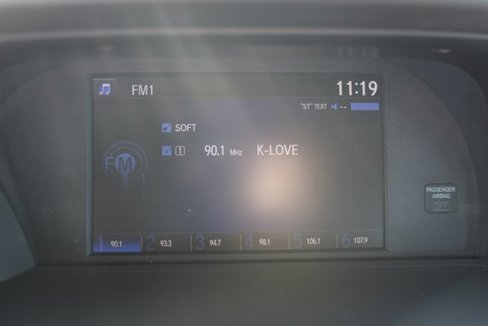 FM1 11:19
"ST" TEXT --
SOFT
FM
1 90.1 MHz K-LOVE
PASSENGER
AIRBAG
1 90.1 2 93.3 3 94.7 4 98.1 5 106.1 6 107.9